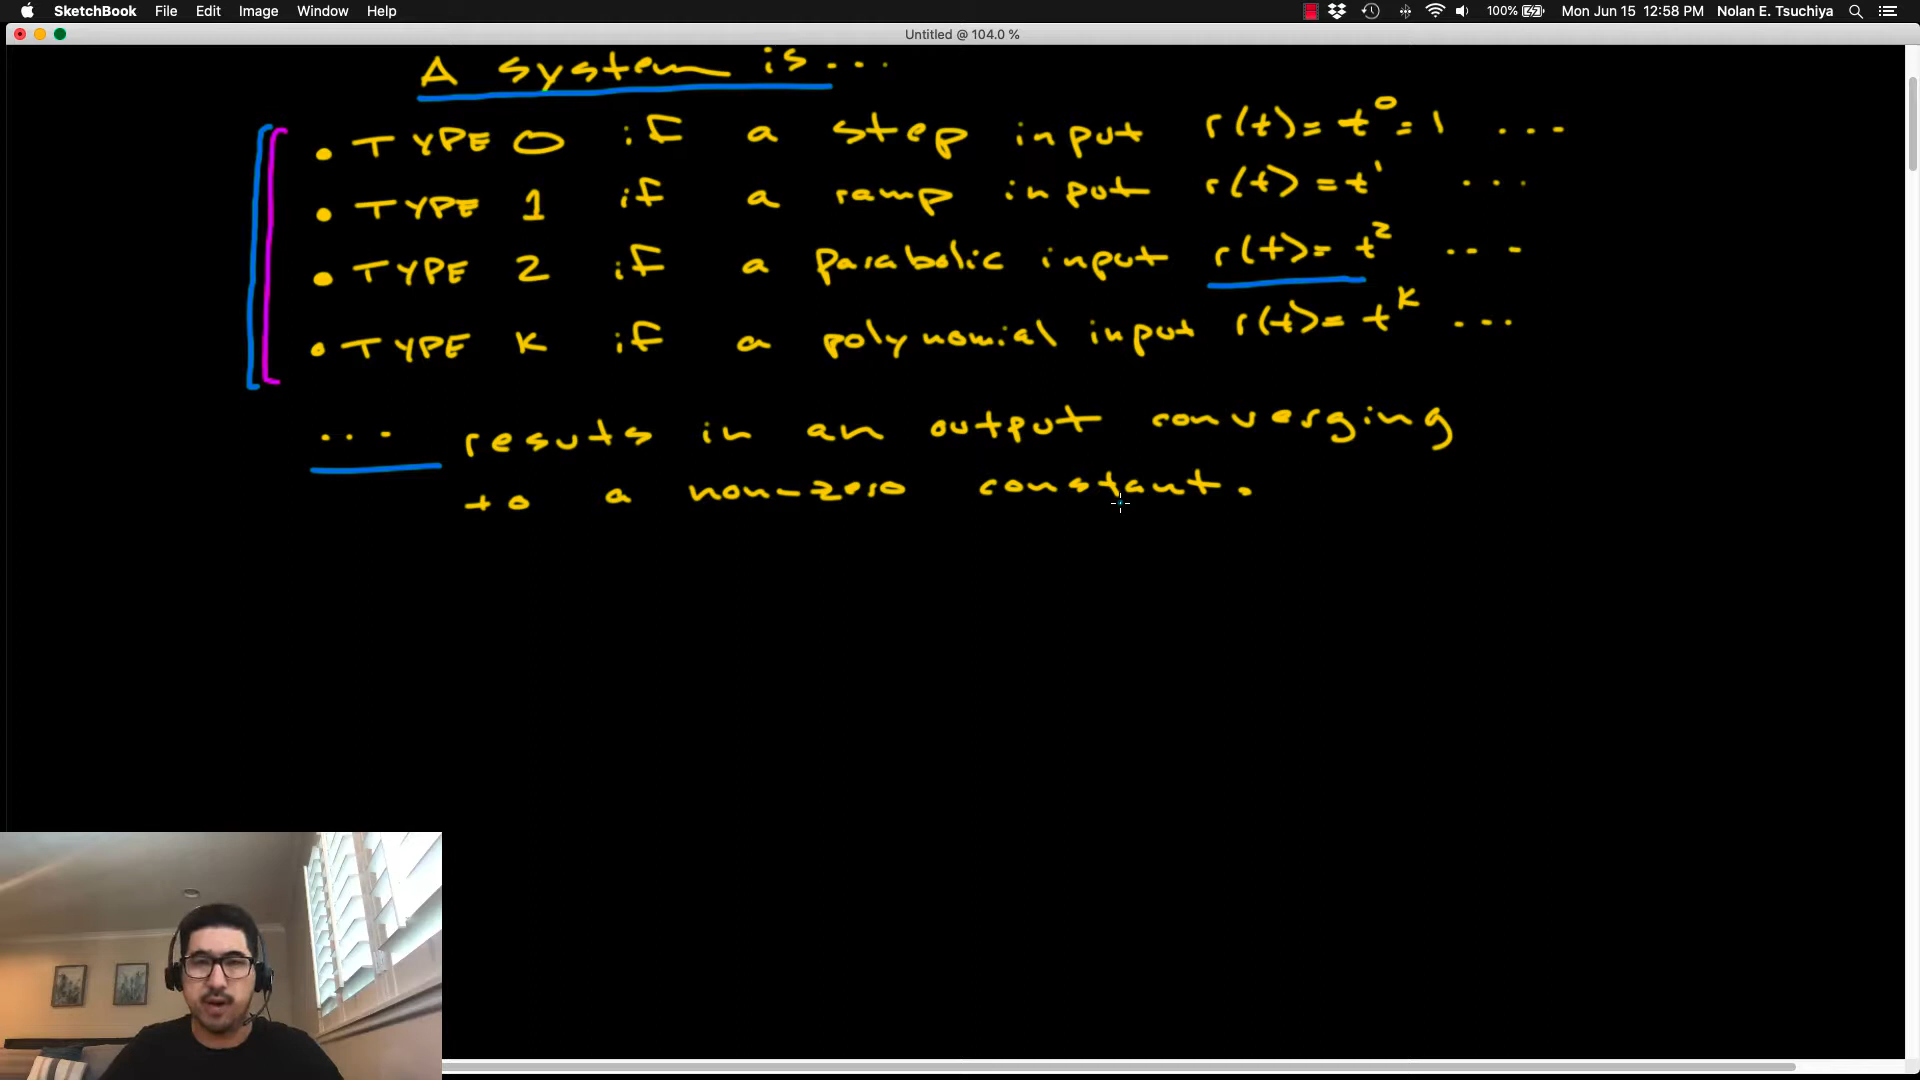 SketchBook File Edit Image Window Help 100% Mon Jun 15 12:58 PM Nolan E. Tsuchiya
Untitled @ 104.0 %
A system is...
• TYPE 0 if a step input r(t)= t⁰=1 ...
• TYPE 1 if a ramp input r(t)=t¹ ...
• TYPE 2 if a parabolic input r(t)= t² ...
• TYPE K if a polynomial input r(t)= tᴷ ...
... resuts in an output converging
to a non-zero constant.